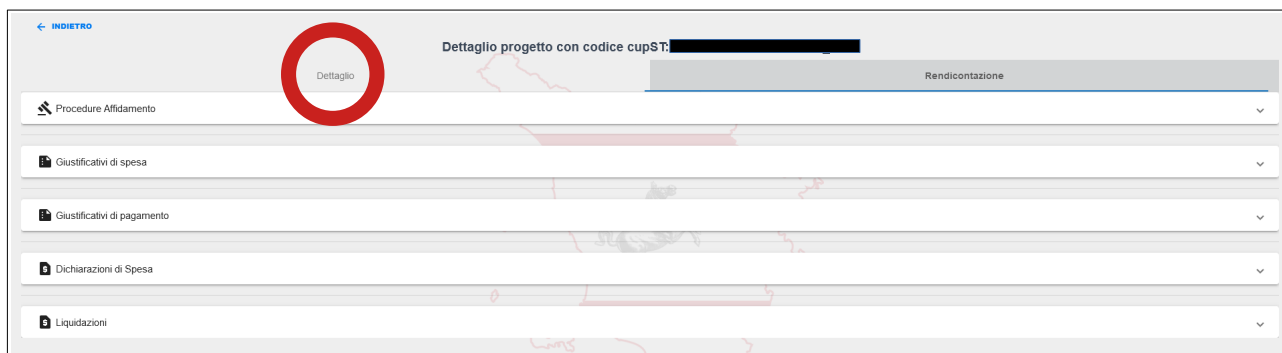 INDIETRO
Dettaglio progetto con codice cupST:
Dettaglio Rendicontazione
Procedure Affidamento
Giustificativi di spesa
Giustificativi di pagamento
Dichiarazioni di Spesa
Liquidazioni